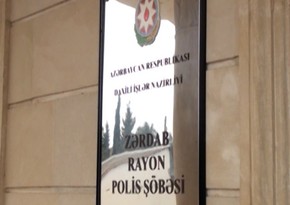 AZƏRBAYCAN RESPUBLİKASI
DAXİLİ İŞLƏR NAZİRLİYİ
ZƏRDAB
RAYON
POLİS ŞÖBƏSİ